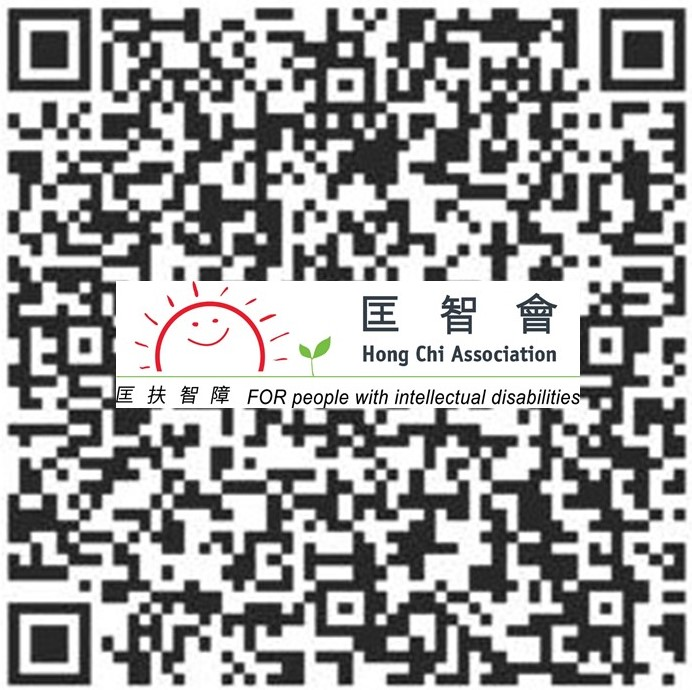 匡智會
Hong Chi Association
匡扶智障 FOR people with intellectual disabilities